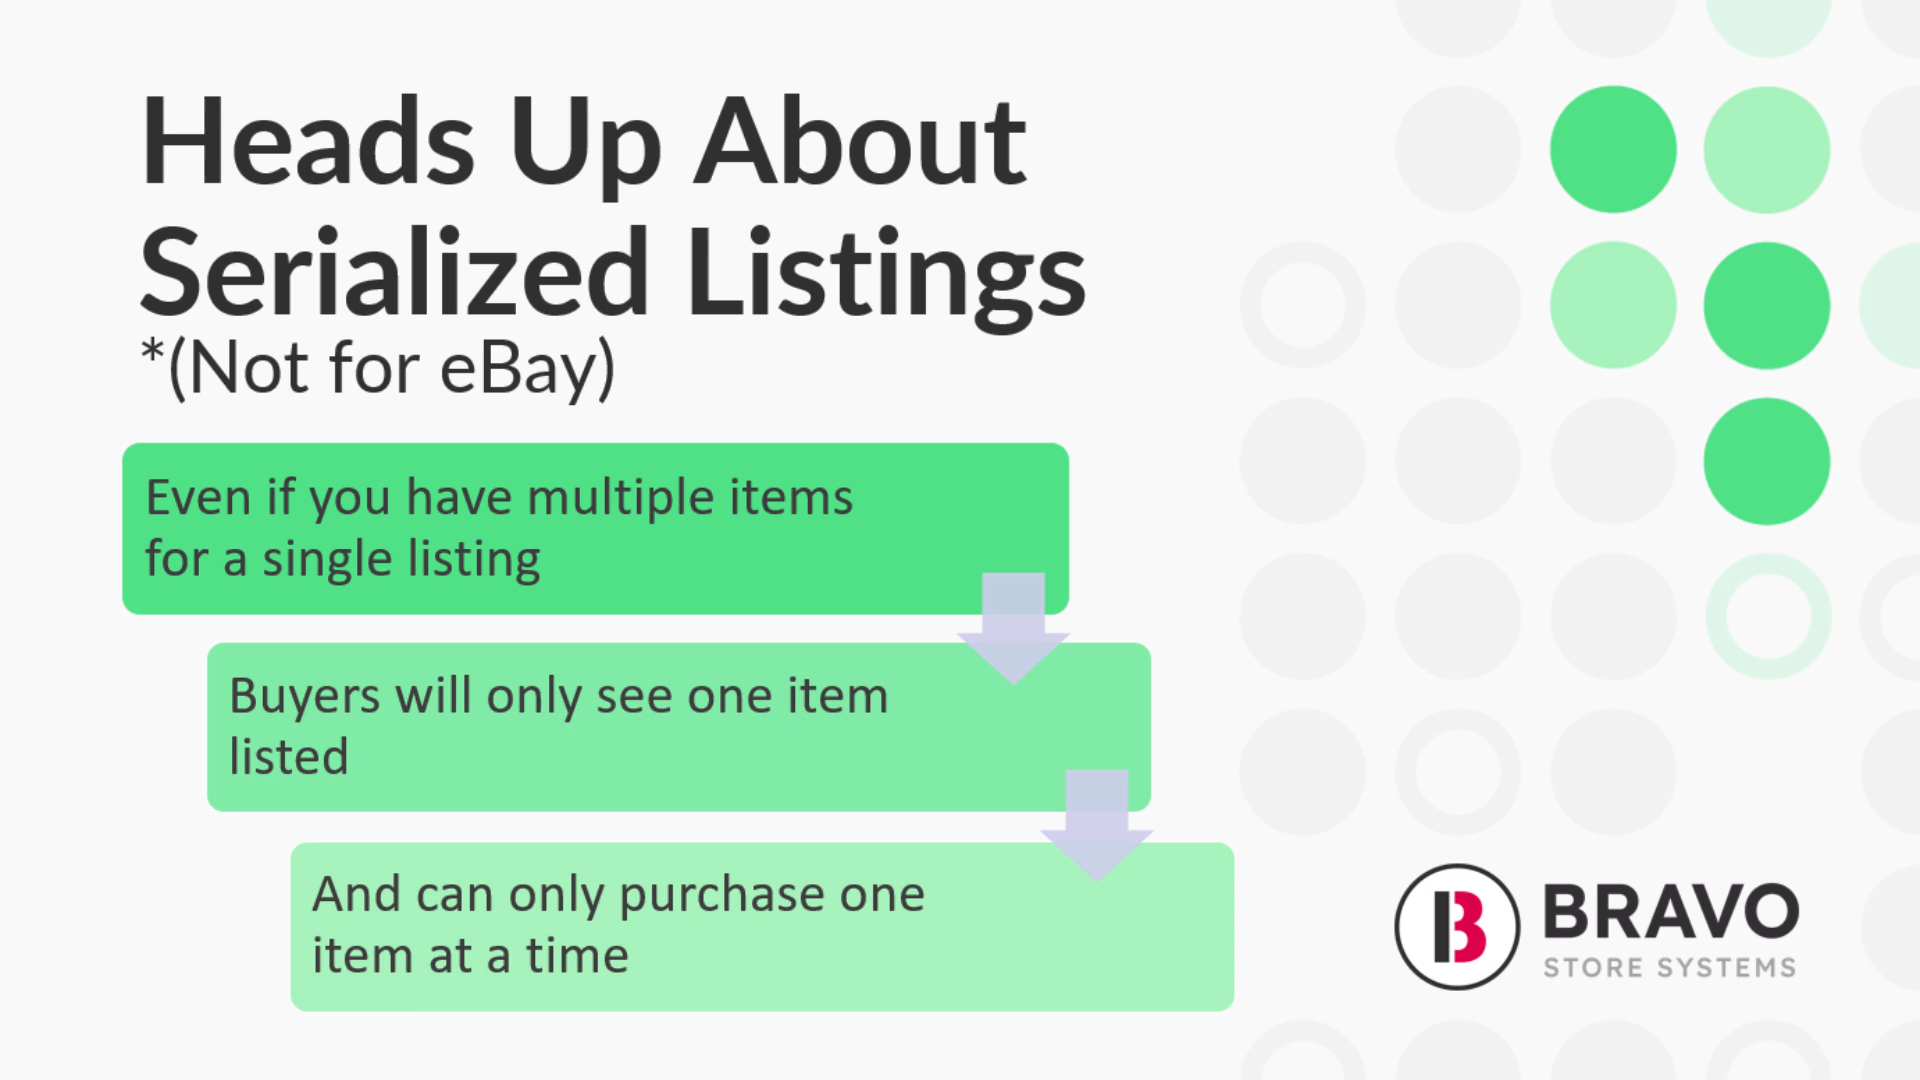 Heads Up About
Serialized Listings
*(Not for eBay)
Even if you have multiple items
for a single listing
Buyers will only see one item
listed
And can only purchase one
item at a time
B BRAVO
STORE SYSTEMS